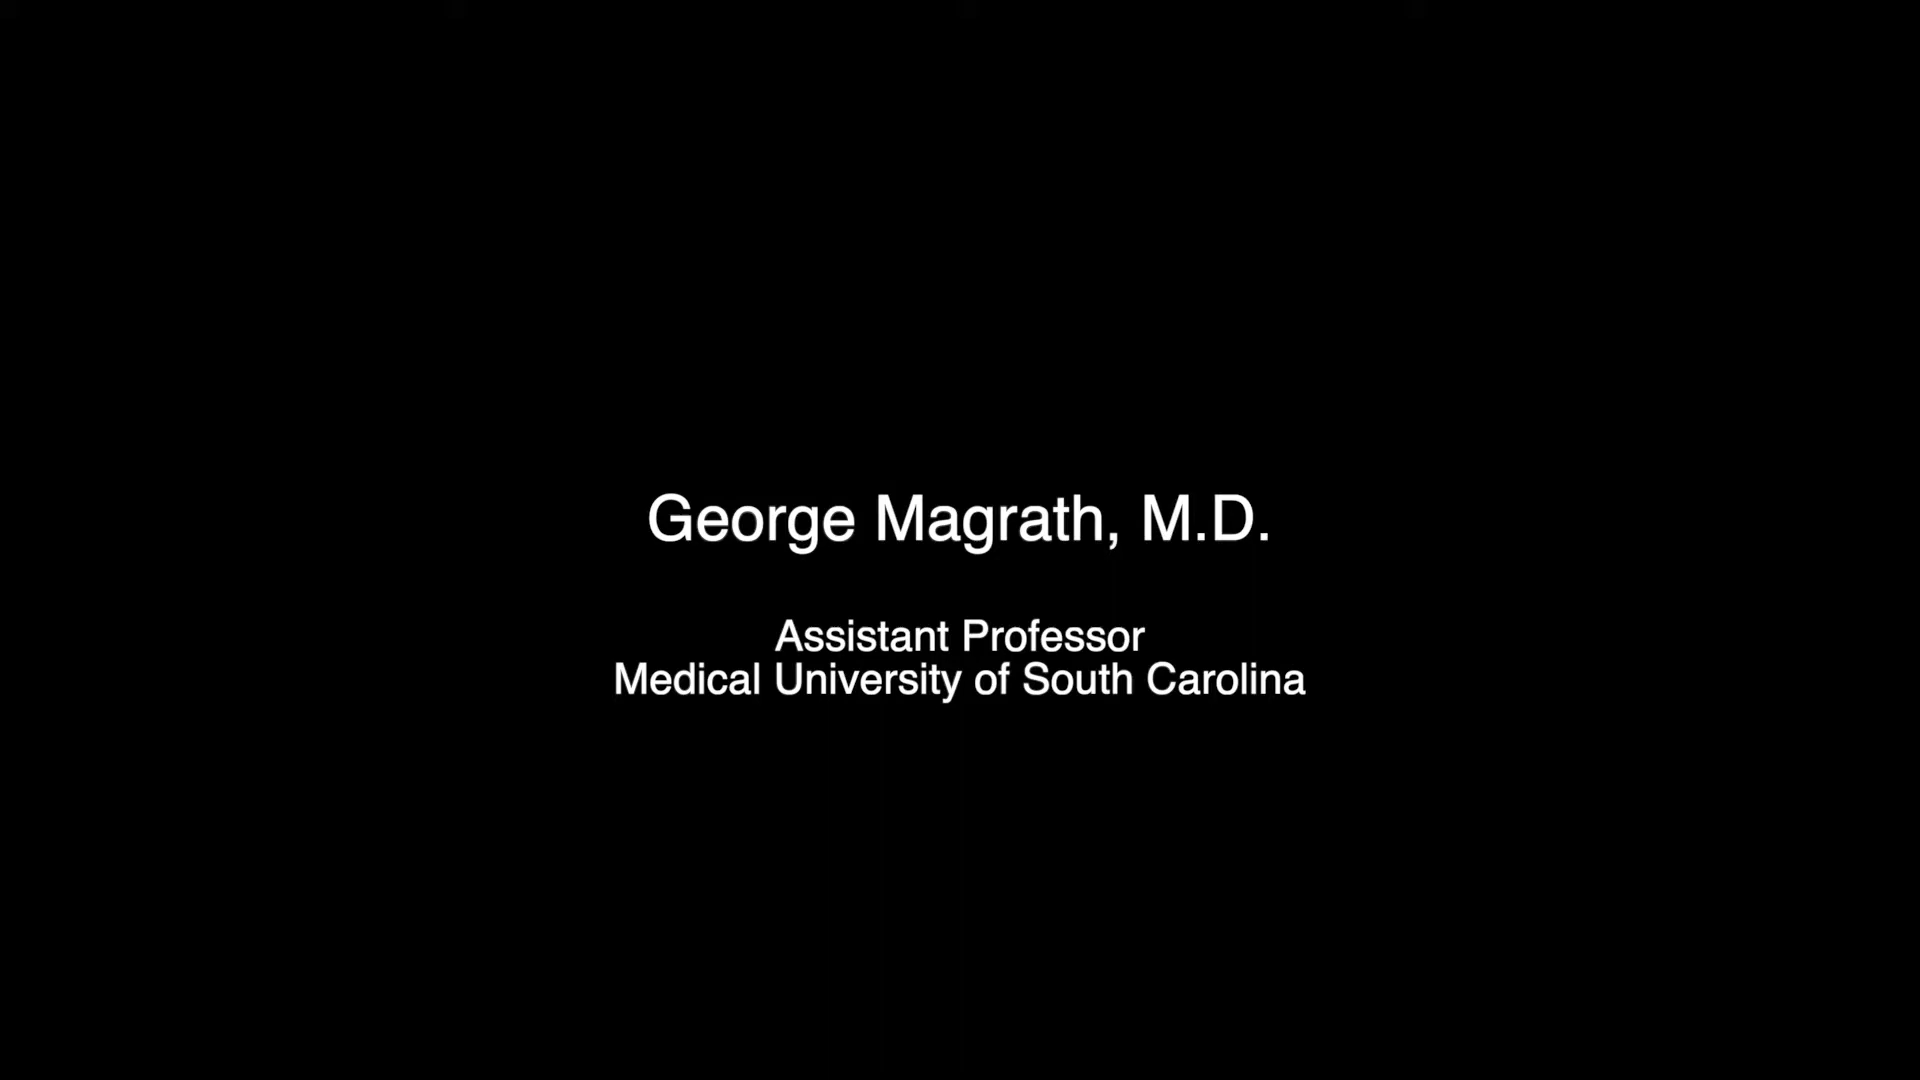 George Magrath, M.D.
Assistant Professor
Medical University of South Carolina